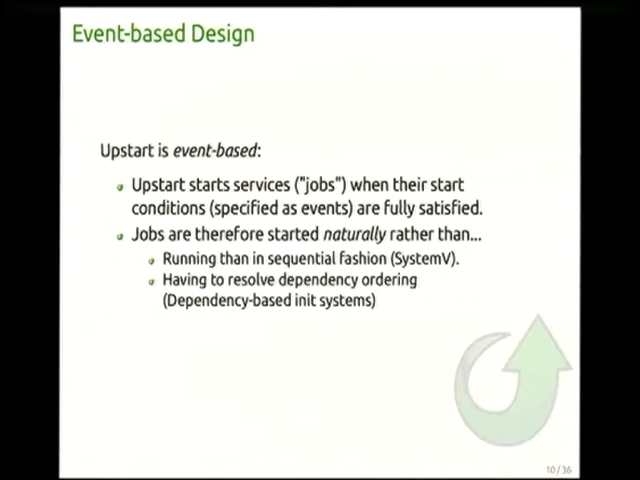 Event-based Design
Upstart is event-based:
Upstart starts services ("jobs") when their start
conditions (specified as events) are fully satisfied.
Jobs are therefore started naturally rather than...
Running than in sequential fashion (SystemV).
Having to resolve dependency ordering
(Dependency-based init systems)
10 / 36